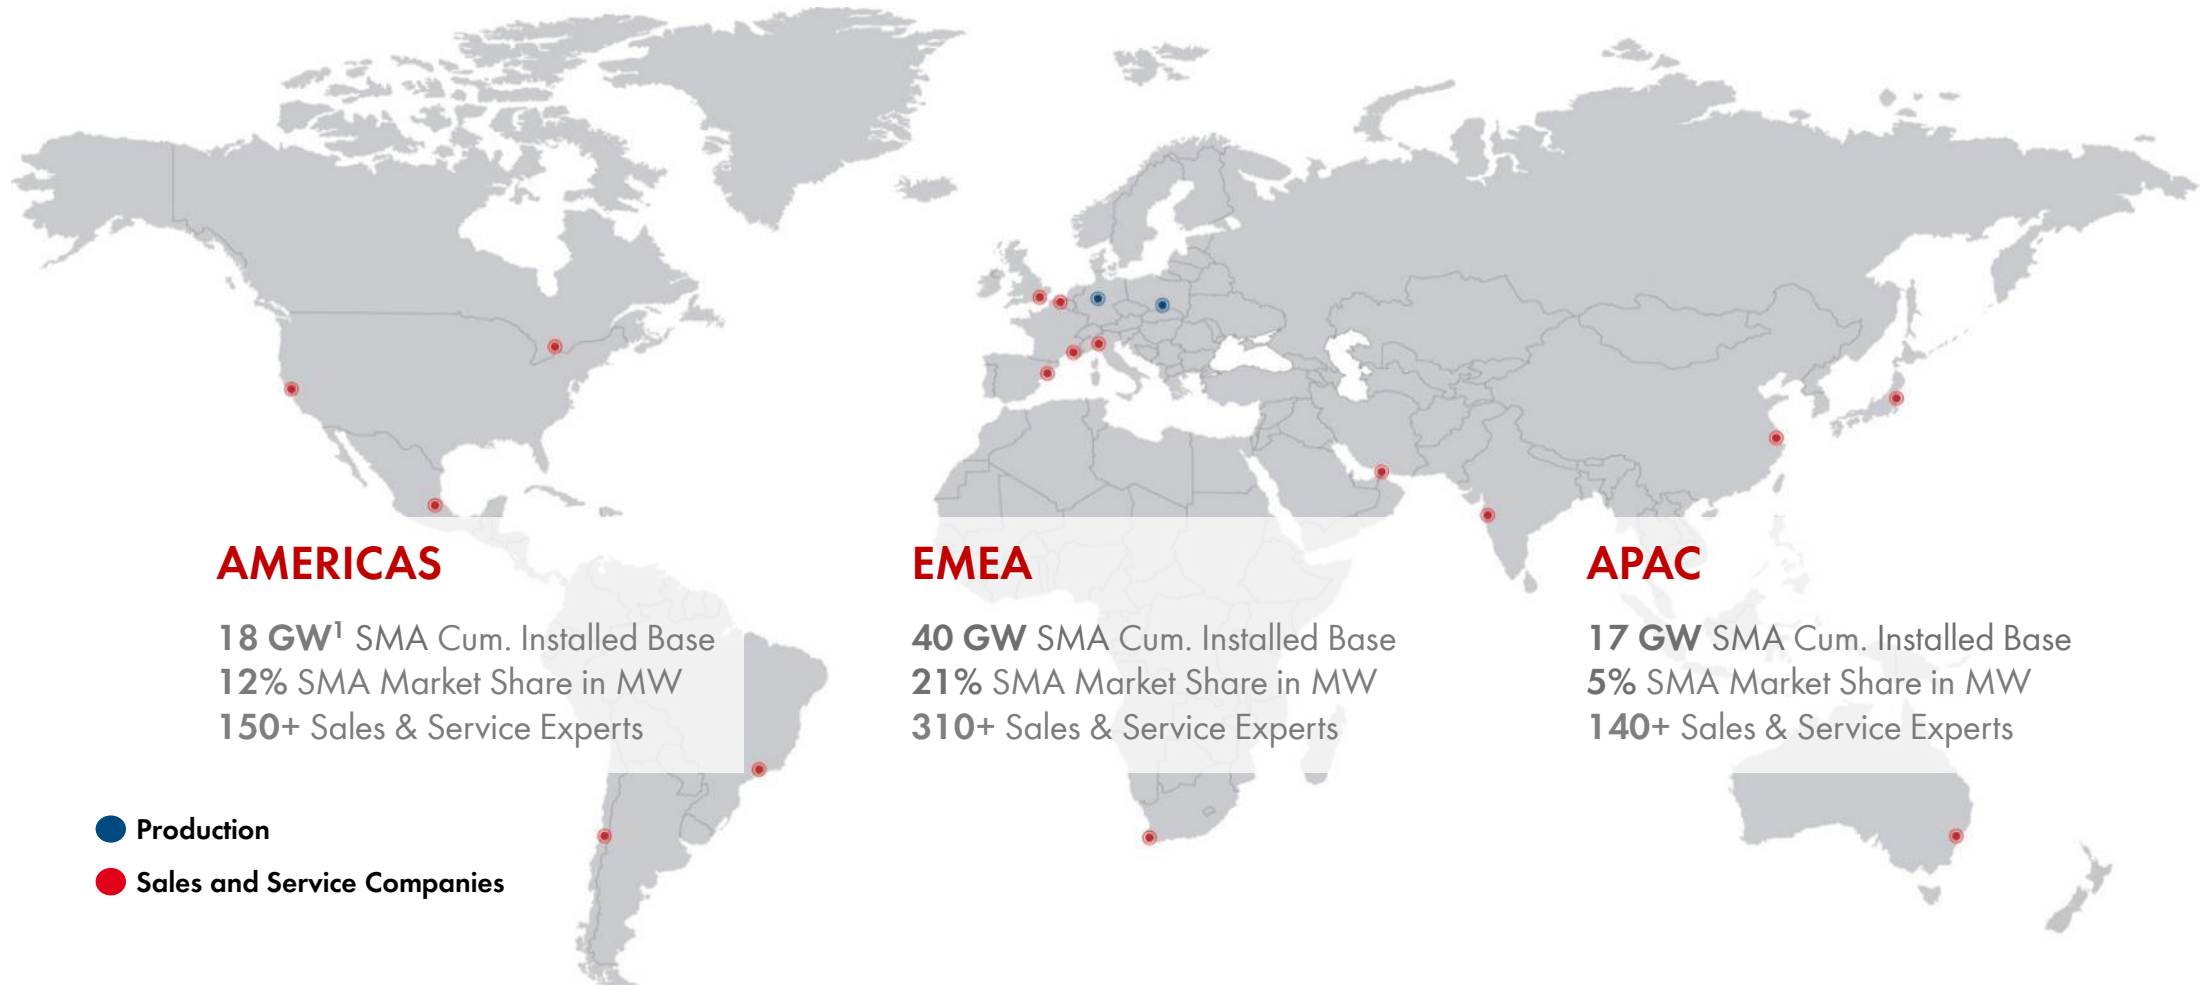 AMERICAS
18 GW¹ SMA Cum. Installed Base
12% SMA Market Share in MW
150+ Sales & Service Experts
EMEA
40 GW SMA Cum. Installed Base
21% SMA Market Share in MW
310+ Sales & Service Experts
APAC
17 GW SMA Cum. Installed Base
5% SMA Market Share in MW
140+ Sales & Service Experts
Production
Sales and Service Companies